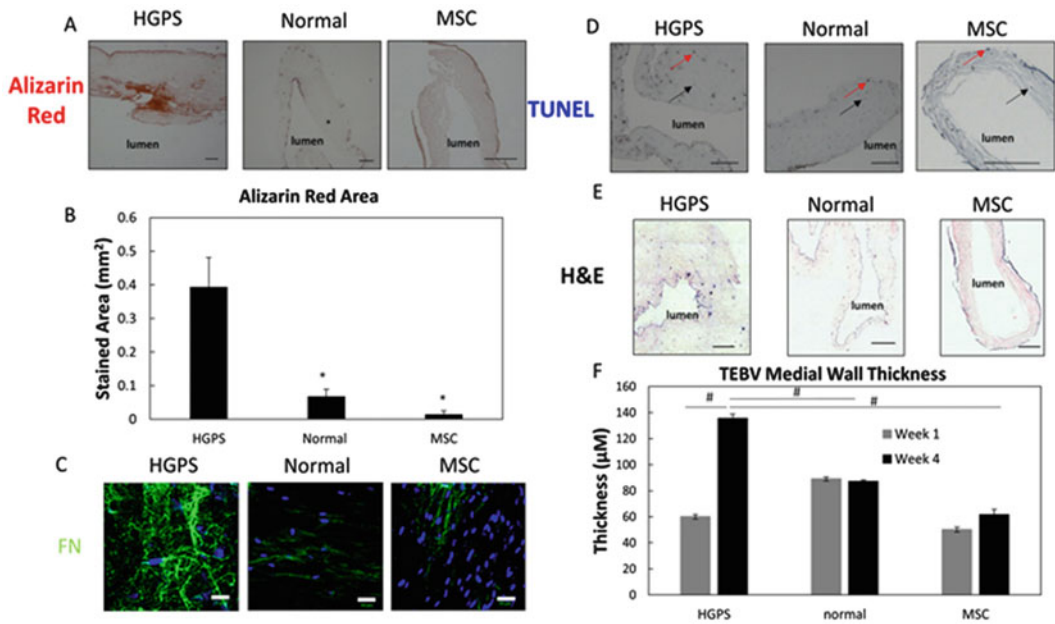 A
HGPS
Normal
MSC
Alizarin
Red
lumen
lumen
lumen
B
Alizarin Red Area
Stained Area (mm²)
0.6
0.5
0.4
0.3
0.2
0.1
0
*
*
HGPS
Normal
MSC
C
HGPS
Normal
MSC
FN
D
HGPS
Normal
MSC
TUNEL
lumen
lumen
lumen
E
HGPS
Normal
MSC
H&E
lumen
lumen
lumen
F
TEBV Medial Wall Thickness
Thickness (µM)
160
140
120
100
80
60
40
20
0
#
#
#
Week 1
Week 4
HGPS
normal
MSC